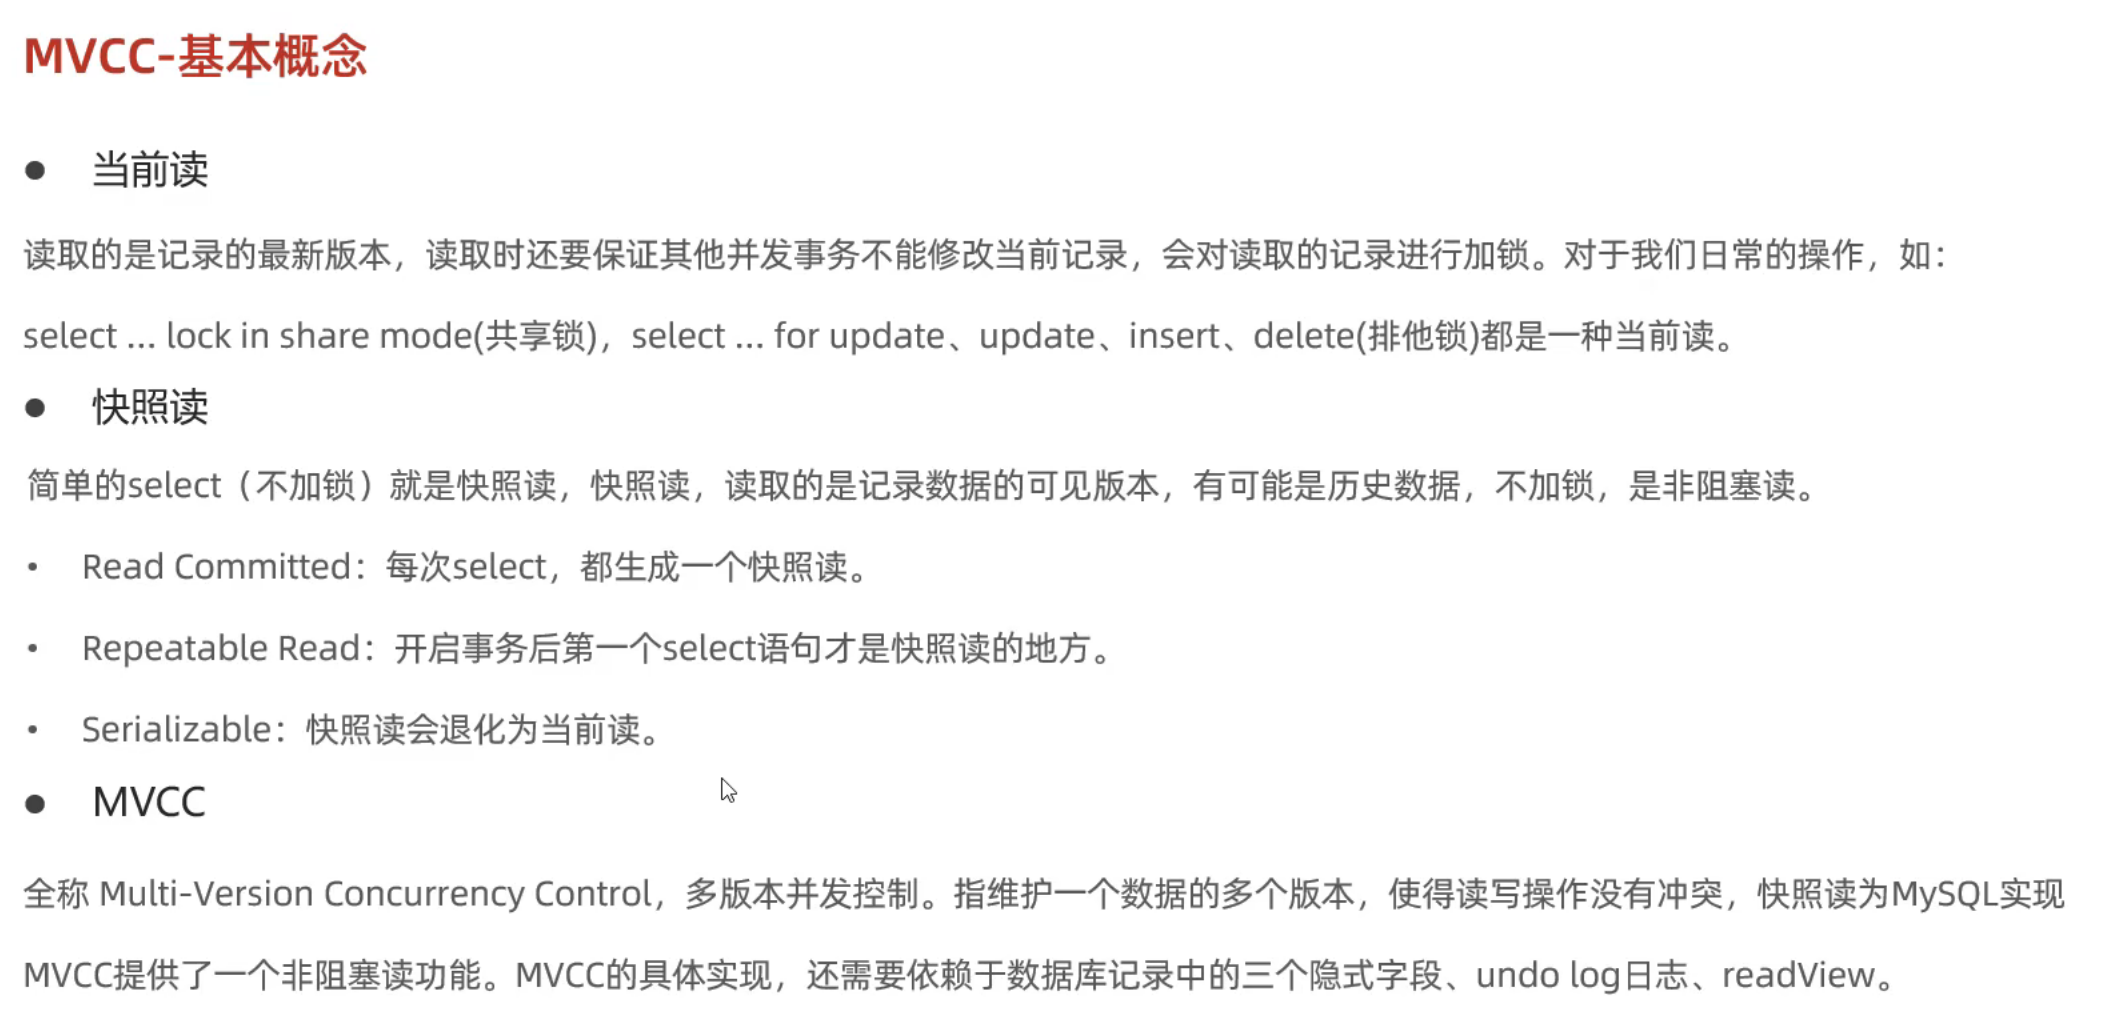 MVCC-基本概念
● 当前读
读取的是记录的最新版本，读取时还要保证其他并发事务不能修改当前记录，会对读取的记录进行加锁。对于我们日常的操作，如：
select ... lock in share mode(共享锁)，select ... for update、update、insert、delete(排他锁)都是一种当前读。
● 快照读
简单的select（不加锁）就是快照读，快照读，读取的是记录数据的可见版本，有可能是历史数据，不加锁，是非阻塞读。
• Read Committed：每次select，都生成一个快照读。
• Repeatable Read：开启事务后第一个select语句才是快照读的地方。
• Serializable：快照读会退化为当前读。
● MVCC
全称 Multi-Version Concurrency Control，多版本并发控制。指维护一个数据的多个版本，使得读写操作没有冲突，快照读为MySQL实现
MVCC提供了一个非阻塞读功能。MVCC的具体实现，还需要依赖于数据库记录中的三个隐式字段、undo log日志、readView。